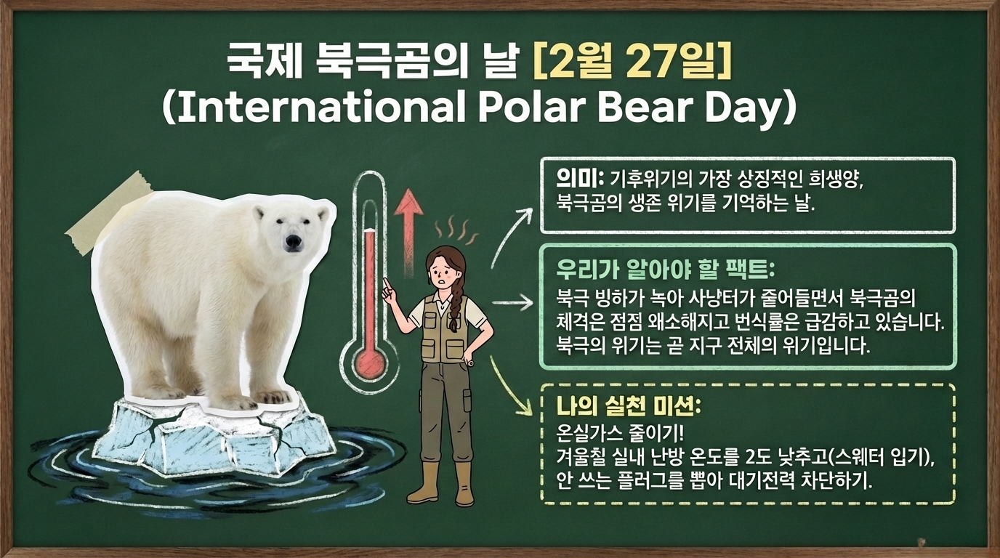 국제 북극곰의 날 [2월 27일]
(International Polar Bear Day)
의미: 기후위기의 가장 상징적인 희생양,
북극곰의 생존 위기를 기억하는 날.
우리가 알아야 할 팩트:
북극 빙하가 녹아 사냥터가 줄어들면서 북극곰의
체격은 점점 왜소해지고 번식률은 급감하고 있습니다.
북극의 위기는 곧 지구 전체의 위기입니다.
나의 실천 미션:
온실가스 줄이기!
겨울칠 실내 난방 온도를 2도 낮추고(스웨터 입기),
안 쓰는 플러그를 뽑아 대기전력 차단하기.